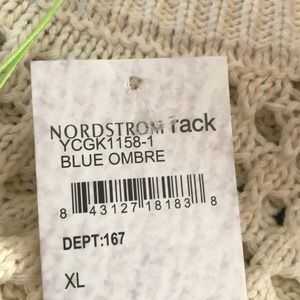 NORDSTROM rack
YCGK1158-1
BLUE OMBRE
8 43127 18183 8
DEPT:167
XL